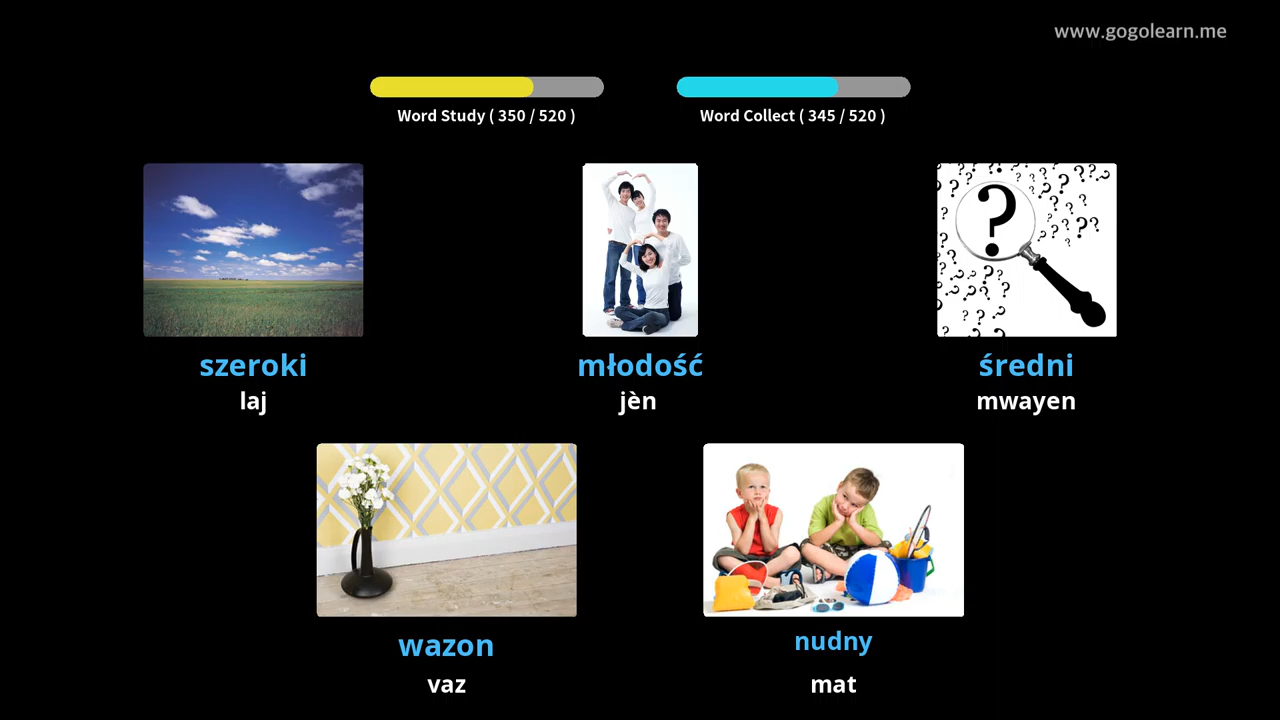 www.gogolearn.me
Word Study ( 350 / 520 )
Word Collect ( 345 / 520 )
szeroki
laj
młodość
jèn
średni
mwayen
wazon
vaz
nudny
mat